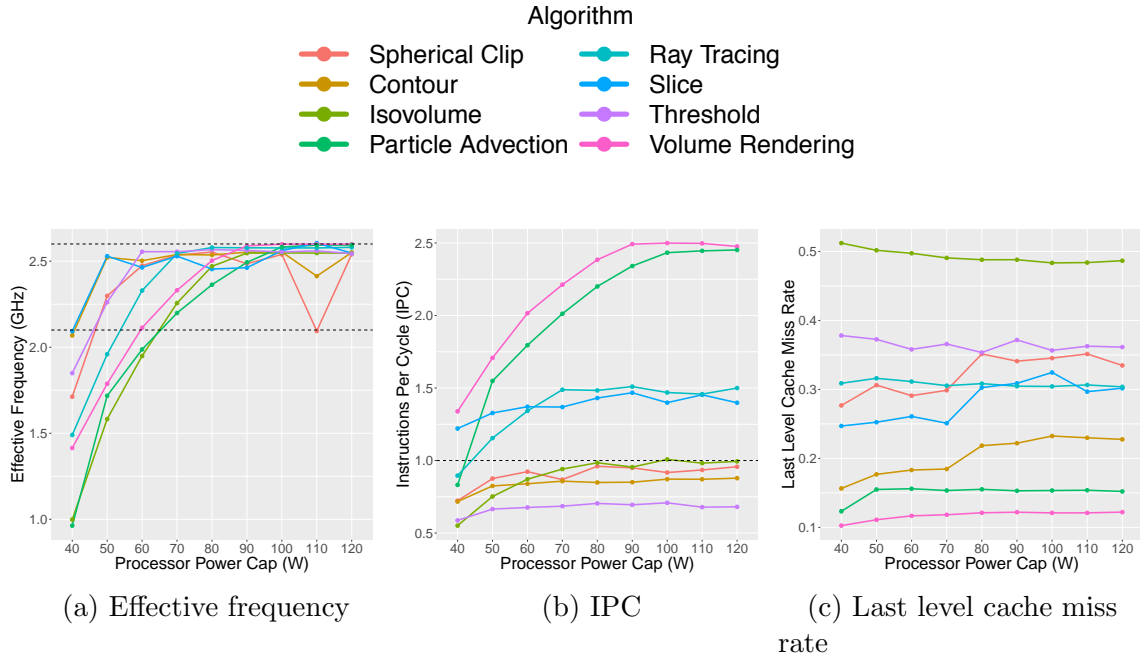 Algorithm
Spherical Clip
Ray Tracing
Contour
Slice
Isovolume
Threshold
Particle Advection
Volume Rendering
Effective Frequency (GHz)
2.5
2.0
1.5
1.0
40 50 60 70 80 90 100 110 120
Processor Power Cap (W)
(a) Effective frequency
Instructions Per Cycle (IPC)
2.5
2.0
1.5
1.0
0.5
40 50 60 70 80 90 100 110 120
Processor Power Cap (W)
(b) IPC
Last Level Cache Miss Rate
0.5
0.4
0.3
0.2
0.1
40 50 60 70 80 90 100 110 120
Processor Power Cap (W)
(c) Last level cache miss
rate